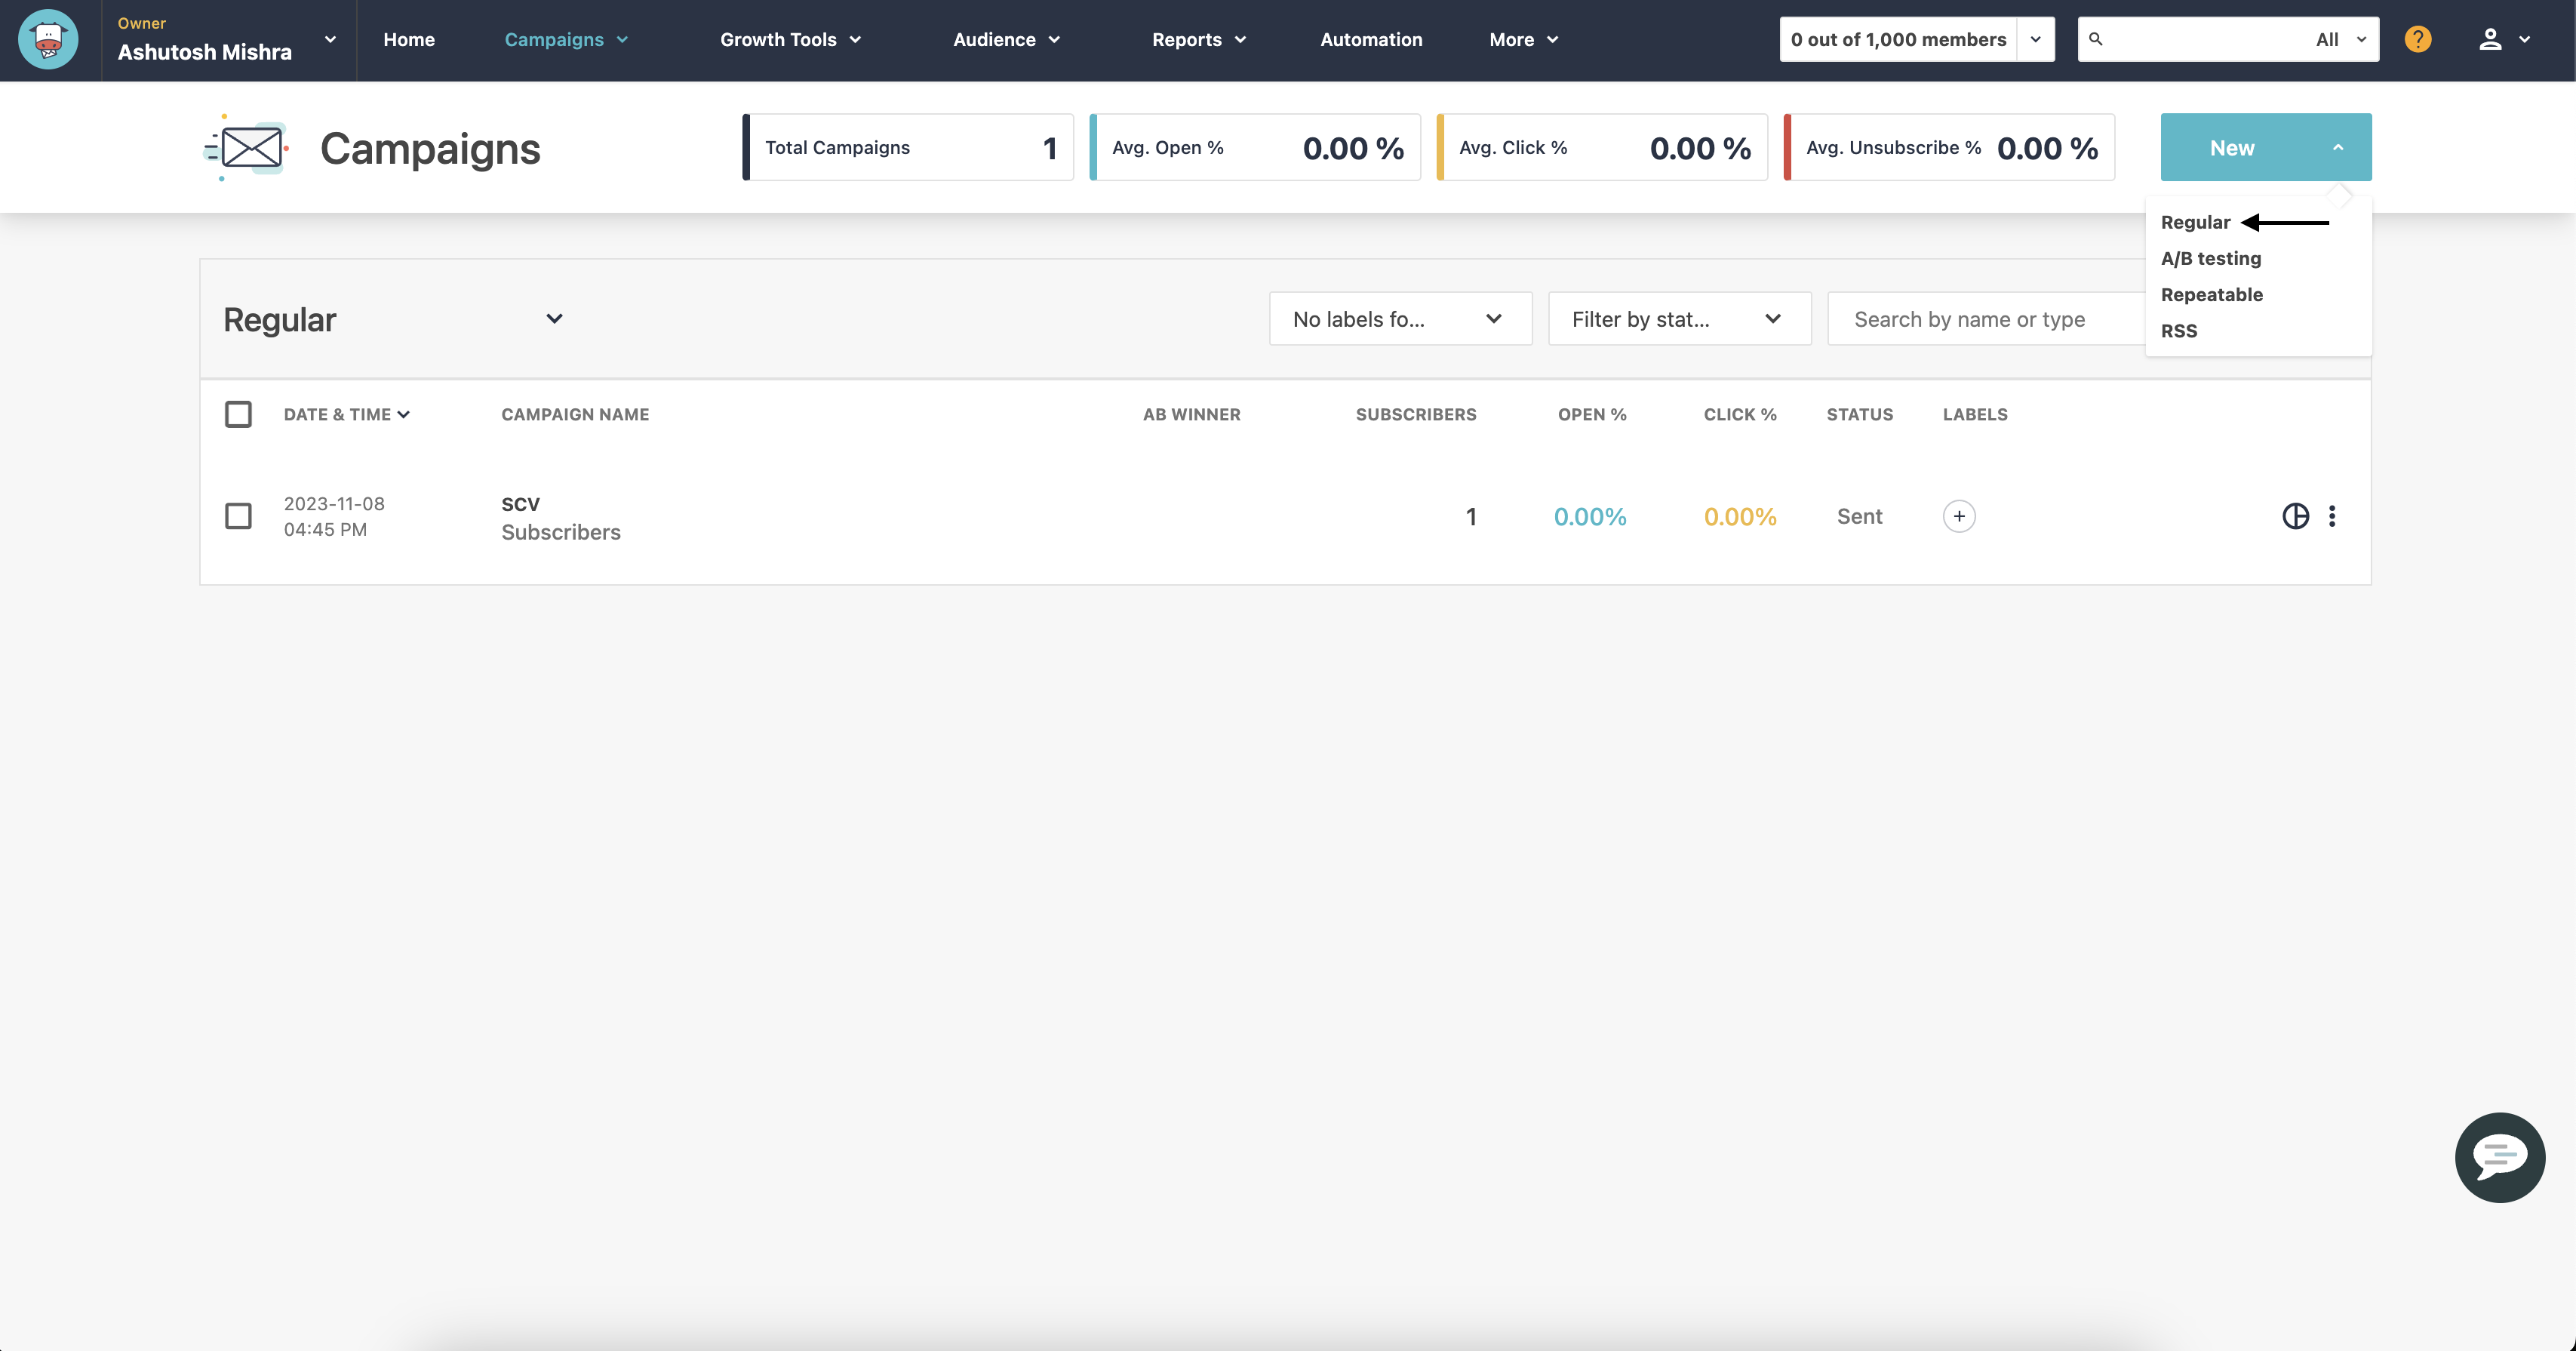 Owner
Ashutosh Mishra
Home
Campaigns
Growth Tools
Audience
Reports
Automation
More
0 out of 1,000 members
All
?
Campaigns
Total Campaigns 1
Avg. Open % 0.00 %
Avg. Click % 0.00 %
Avg. Unsubscribe % 0.00 %
New
Regular
A/B testing
Repeatable
RSS
Regular
No labels fo...
Filter by stat...
Search by name or type
DATE & TIME CAMPAIGN NAME AB WINNER SUBSCRIBERS OPEN % CLICK % STATUS LABELS
2023-11-08
04:45 PM
SCV
Subscribers
1 0.00% 0.00% Sent +